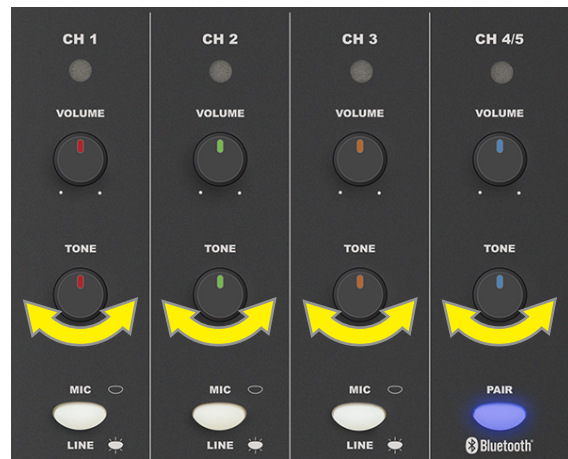 CH 1 CH 2 CH 3 CH 4/5
VOLUME VOLUME VOLUME VOLUME
TONE TONE TONE TONE
MIC MIC MIC PAIR
LINE LINE LINE Bluetooth